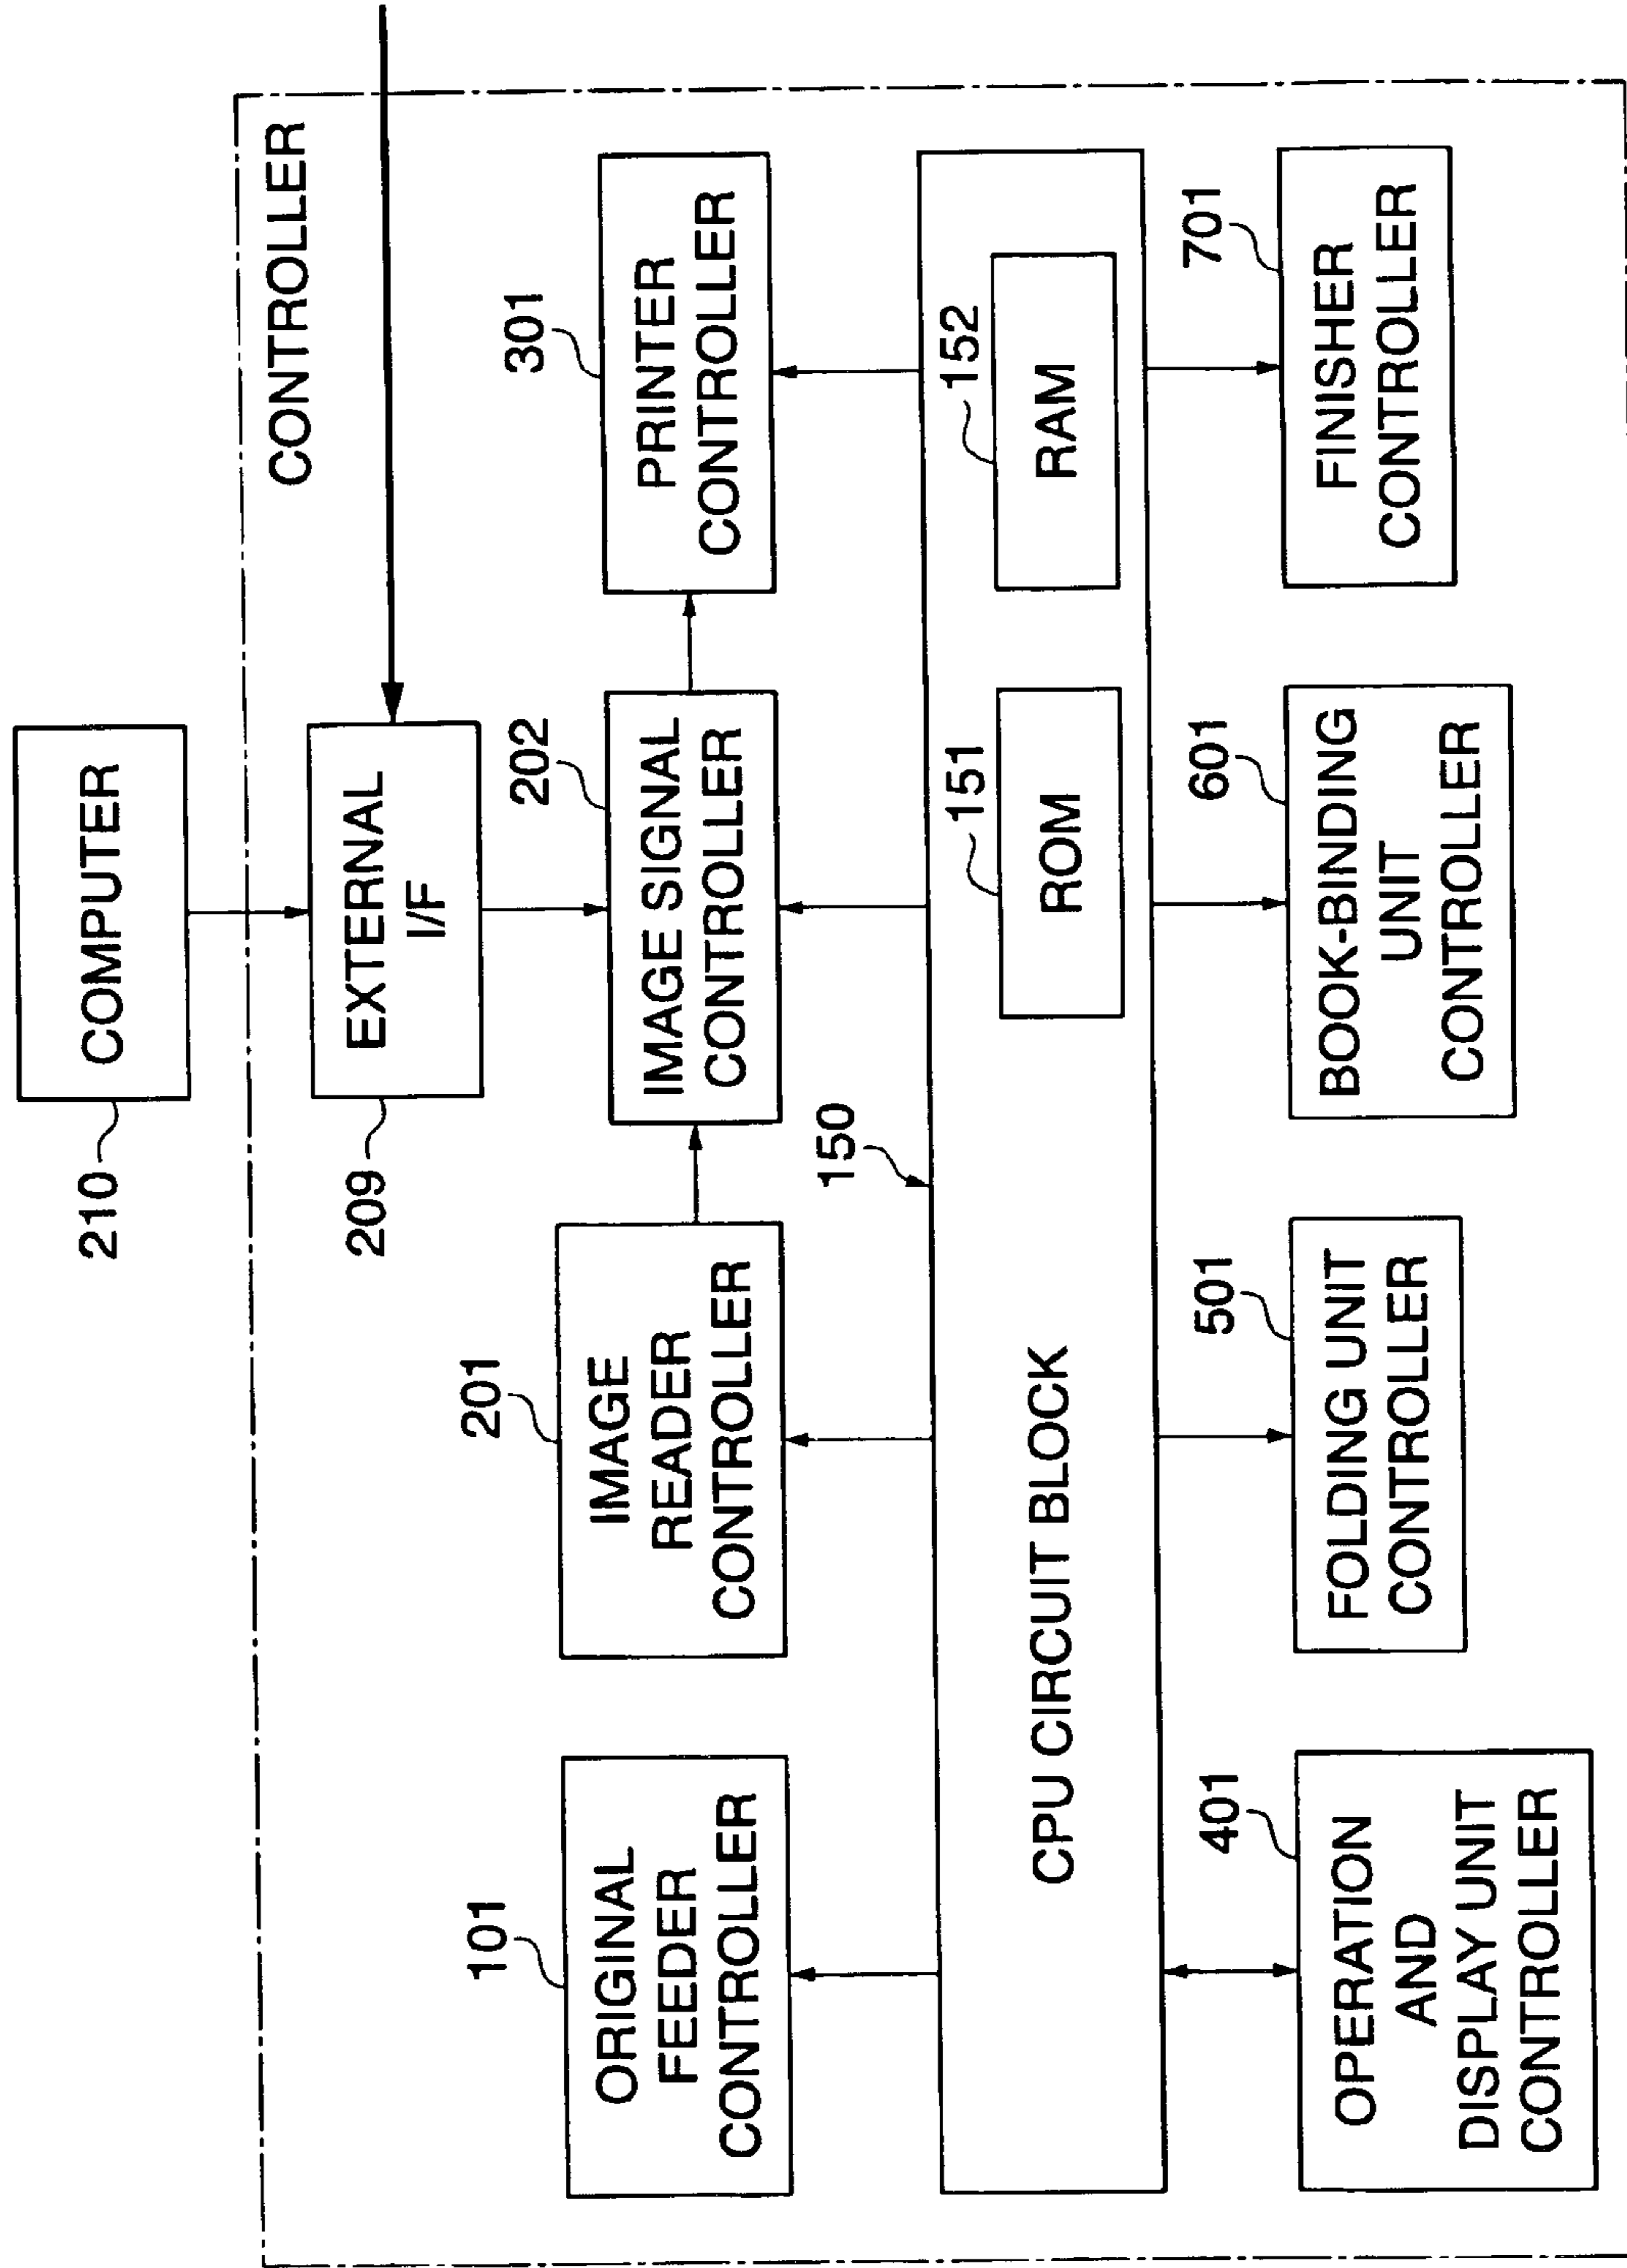 COMPUTER
210
CONTROLLER
EXTERNAL
I/F
209
101
ORIGINAL
FEEDER
CONTROLLER
201
IMAGE
READER
CONTROLLER
202
IMAGE SIGNAL
CONTROLLER
301
PRINTER
CONTROLLER
150
CPU CIRCUIT BLOCK
151
ROM
152
RAM
401
OPERATION
AND
DISPLAY UNIT
CONTROLLER
501
FOLDING UNIT
CONTROLLER
601
BOOK-BINDING
UNIT
CONTROLLER
701
FINISHER
CONTROLLER